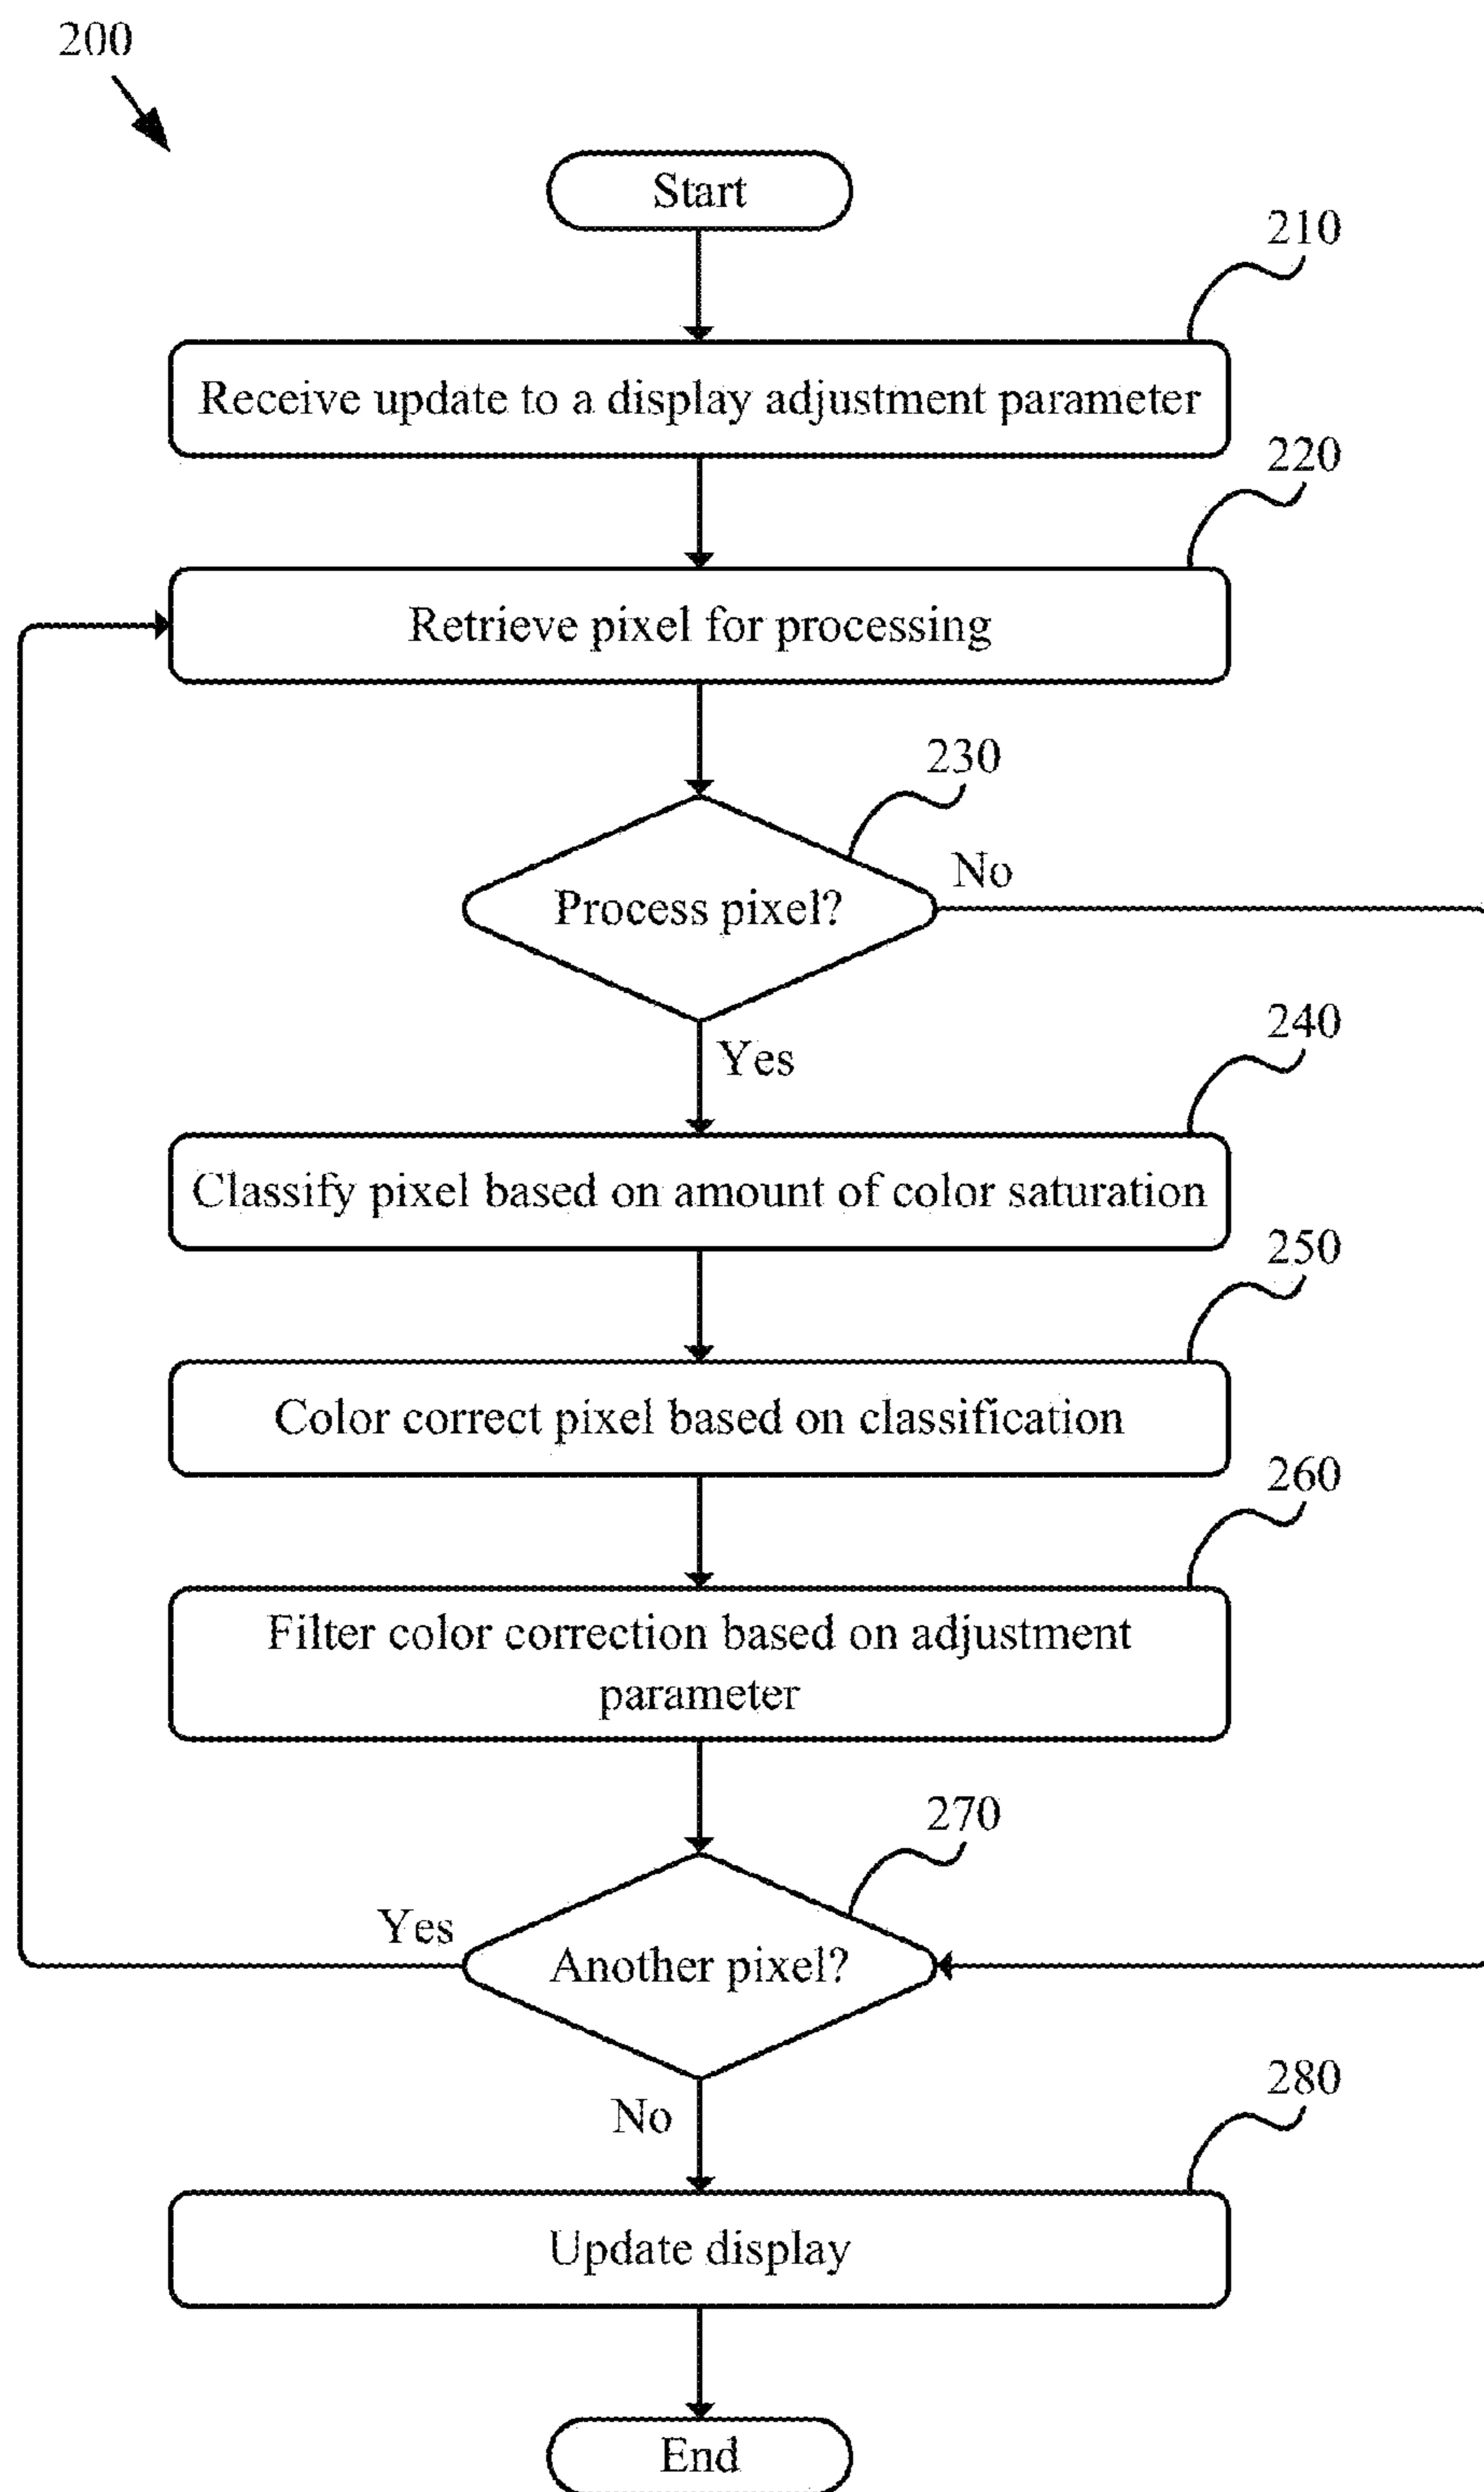 200
Start
210
Receive update to a display adjustment parameter
220
Retrieve pixel for processing
230
Process pixel?
No
Yes
240
Classify pixel based on amount of color saturation
250
Color correct pixel based on classification
260
Filter color correction based on adjustment
parameter
270
Yes
Another pixel?
No
280
Update display
End